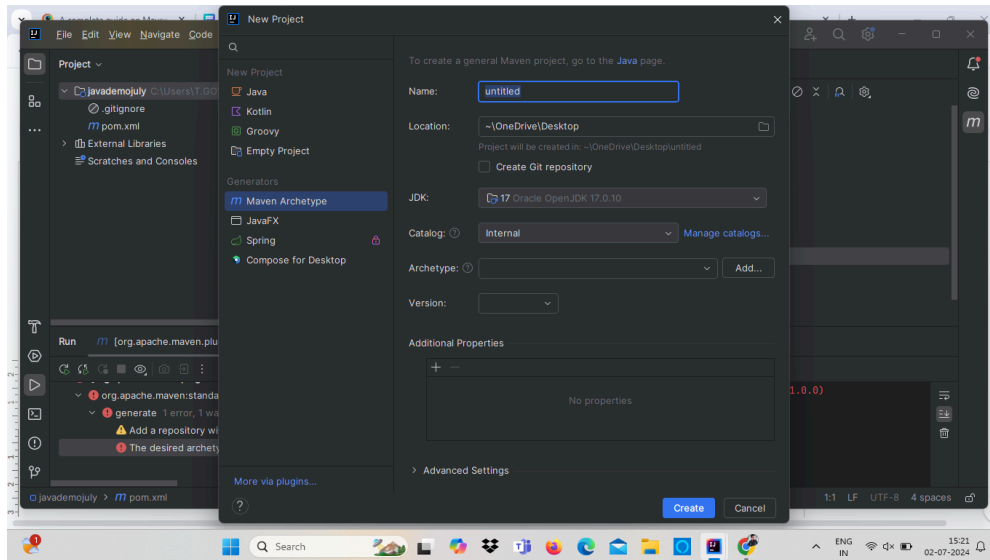 New Project
File Edit View Navigate Code
Project
New Project
To create a general Maven project, go to the Java page.
javademojuly C:\Users\T.GO
Java
Name: untitled
.gitignore
Kotlin
pom.xml
Groovy
Location: ~\OneDrive\Desktop
External Libraries
Empty Project
Project will be created in: ~\OneDrive\Desktop\untitled
Scratches and Consoles
Create Git repository
Generators
Maven Archetype
JDK: 17 Oracle OpenJDK 17.0.10
JavaFX
Spring
Catalog: Internal Manage catalogs...
Compose for Desktop
Archetype: Add...
Version:
Run [org.apache.maven.plu
Additional Properties
No properties
1.0.0)
org.apache.maven:standa
generate 1 error, 1 wa
Add a repository wi
The desired archety
Advanced Settings
More via plugins...
javademojuly > pom.xml
1:1 LF UTF-8 4 spaces
Create Cancel
Search
ENG
IN
15:21
02-07-2024